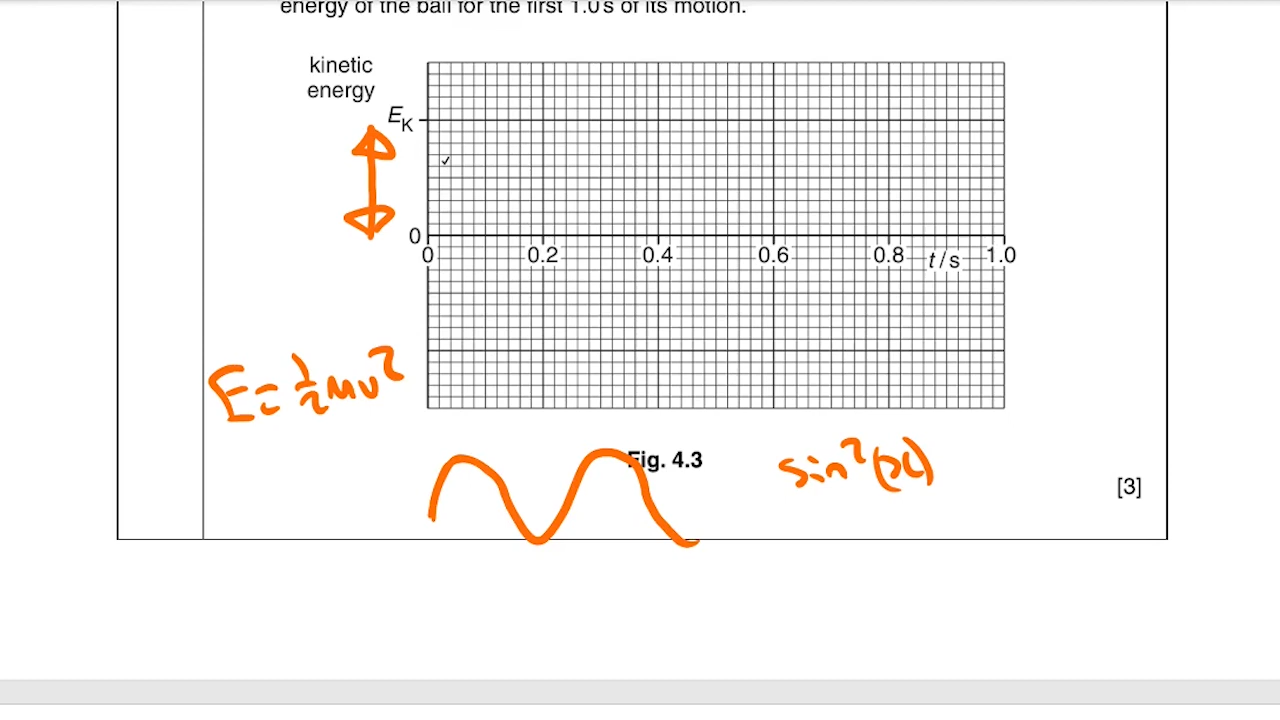 energy of the ball for the first 1.0 s of its motion.
kinetic
energy
E_K
0
0 0.2 0.4 0.6 0.8 t / s 1.0
E = ½mv²
Fig. 4.3
sin²(x)
[3]